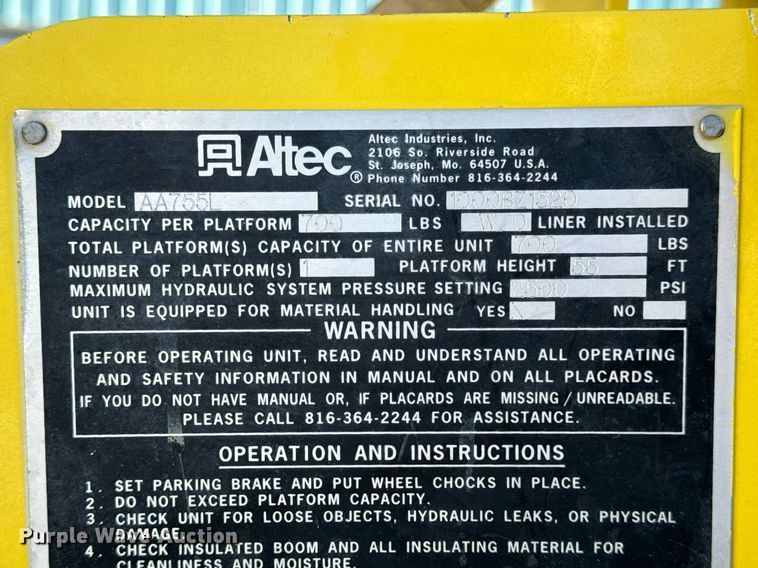 Altec ®
Altec Industries, Inc.
2106 So. Riverside Road
St. Joseph, Mo. 64507 U.S.A.
Phone Number 816-364-2244
MODEL AA755L SERIAL NO. 1000BZ1520
CAPACITY PER PLATFORM 700 LBS W/O LINER INSTALLED
TOTAL PLATFORM(S) CAPACITY OF ENTIRE UNIT 700 LBS
NUMBER OF PLATFORM(S) 1 PLATFORM HEIGHT 55 FT
MAXIMUM HYDRAULIC SYSTEM PRESSURE SETTING PSI
UNIT IS EQUIPPED FOR MATERIAL HANDLING YES X NO
WARNING
BEFORE OPERATING UNIT, READ AND UNDERSTAND ALL OPERATING
AND SAFETY INFORMATION IN MANUAL AND ON ALL PLACARDS.
IF YOU DO NOT HAVE MANUAL OR, IF PLACARDS ARE MISSING/UNREADABLE.
PLEASE CALL 816-364-2244 FOR ASSISTANCE.
OPERATION AND INSTRUCTIONS
1. SET PARKING BRAKE AND PUT WHEEL CHOCKS IN PLACE.
2. DO NOT EXCEED PLATFORM CAPACITY.
3. CHECK UNIT FOR LOOSE OBJECTS, HYDRAULIC LEAKS, OR PHYSICAL
DAMAGE.
4. CHECK INSULATED BOOM AND ALL INSULATING MATERIAL FOR
CLEANLINESS AND MOISTURE.
Purple Wave Auction